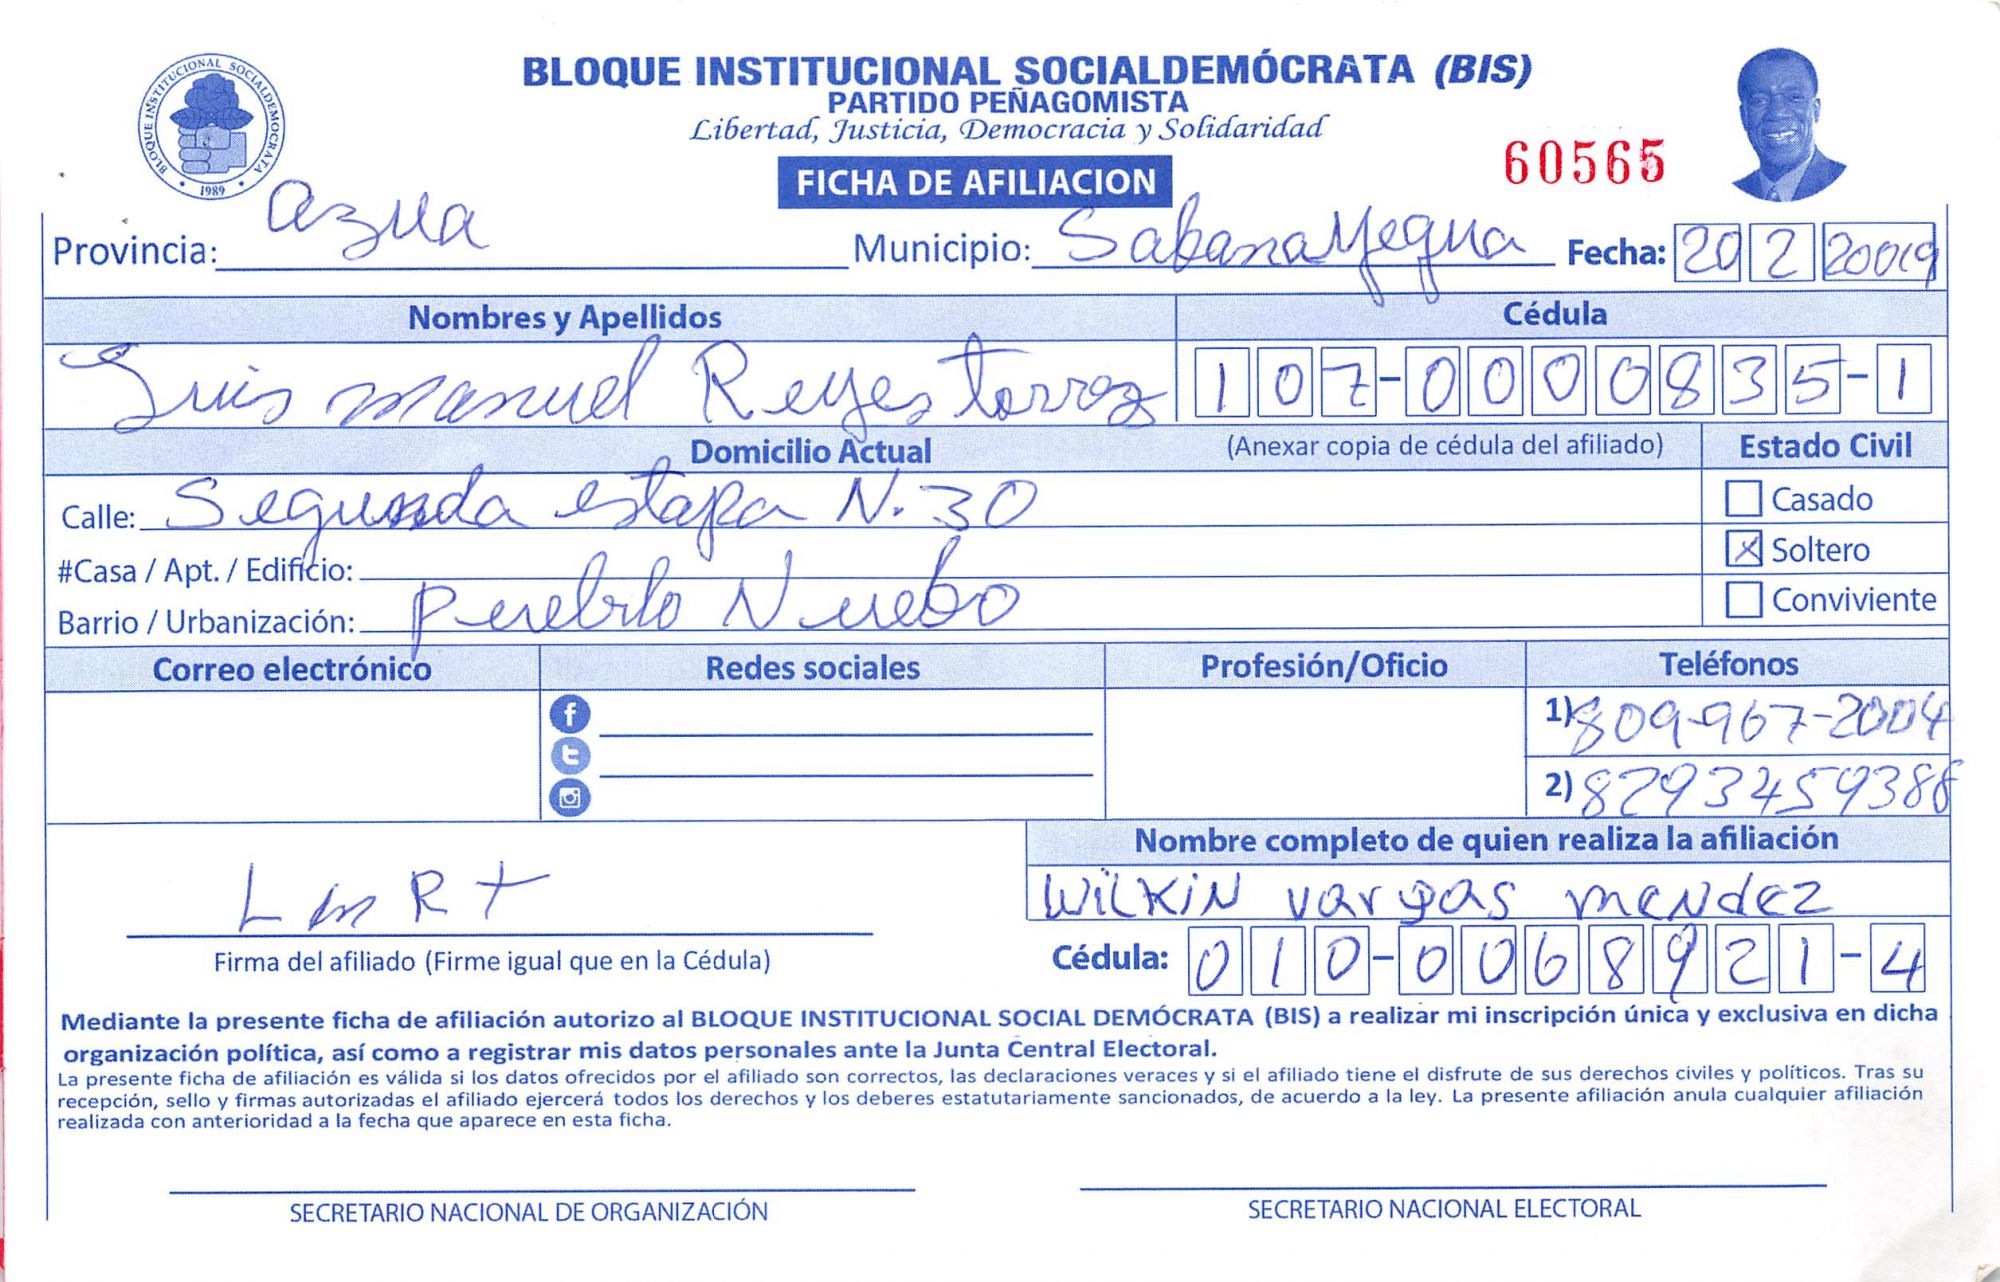 BLOQUE INSTITUCIONAL SOCIALDEMÓCRATA (BIS)
PARTIDO PEÑAGOMISTA
Libertad, Justicia, Democracia y Solidaridad
BLOQUE INSTITUCIONAL SOCIALDEMOCRATA
1989
FICHA DE AFILIACION
60565
Provincia: Azua Municipio: Sabana Yegua Fecha: 20 2 20019
Nombres y Apellidos Cédula
Luis manuel Reyes torrez 107-0000835-1
Domicilio Actual (Anexar copia de cédula del afiliado) Estado Civil
Calle: Segunda etapa N. 30 Casado
#Casa / Apt. / Edificio: X Soltero
Barrio / Urbanización: Pueblo Nuebo Conviviente
Correo electrónico Redes sociales Profesión/Oficio Teléfonos
1) 809-967-2004
2) 8293459388
Nombre completo de quien realiza la afiliación
WiLKiN vargas mendez
L m R t
Firma del afiliado (Firme igual que en la Cédula) Cédula: 010-0068921-4
Mediante la presente ficha de afiliación autorizo al BLOQUE INSTITUCIONAL SOCIAL DEMÓCRATA (BIS) a realizar mi inscripción única y exclusiva en dicha
organización política, así como a registrar mis datos personales ante la Junta Central Electoral.
La presente ficha de afiliación es válida si los datos ofrecidos por el afiliado son correctos, las declaraciones veraces y si el afiliado tiene el disfrute de sus derechos civiles y políticos. Tras su
recepción, sello y firmas autorizadas el afiliado ejercerá todos los derechos y los deberes estatutariamente sancionados, de acuerdo a la ley. La presente afiliación anula cualquier afiliación
realizada con anterioridad a la fecha que aparece en esta ficha.
SECRETARIO NACIONAL DE ORGANIZACIÓN SECRETARIO NACIONAL ELECTORAL